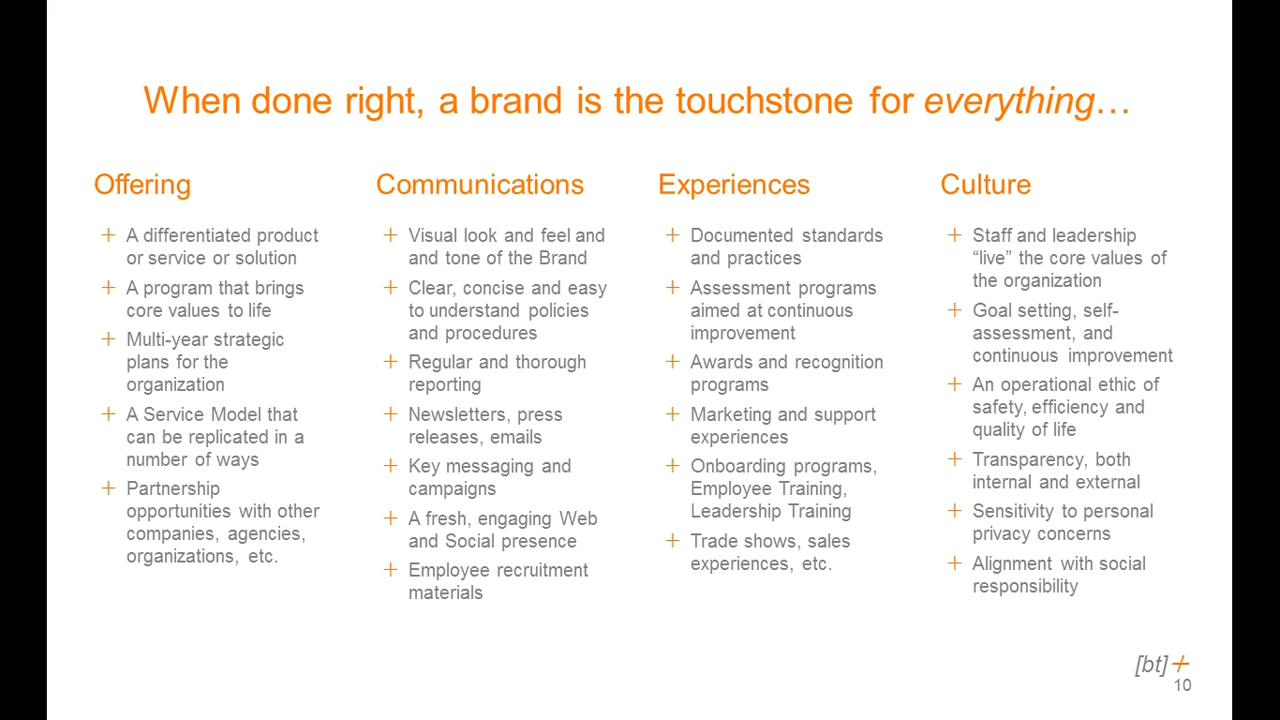 When done right, a brand is the touchstone for everything…
Offering
+ A differentiated product
or service or solution
+ A program that brings
core values to life
+ Multi-year strategic
plans for the
organization
+ A Service Model that
can be replicated in a
number of ways
+ Partnership
opportunities with other
companies, agencies,
organizations, etc.
Communications
+ Visual look and feel and
and tone of the Brand
+ Clear, concise and easy
to understand policies
and procedures
+ Regular and thorough
reporting
+ Newsletters, press
releases, emails
+ Key messaging and
campaigns
+ A fresh, engaging Web
and Social presence
+ Employee recruitment
materials
Experiences
+ Documented standards
and practices
+ Assessment programs
aimed at continuous
improvement
+ Awards and recognition
programs
+ Marketing and support
experiences
+ Onboarding programs,
Employee Training,
Leadership Training
+ Trade shows, sales
experiences, etc.
Culture
+ Staff and leadership
“live” the core values of
the organization
+ Goal setting, self-
assessment, and
continuous improvement
+ An operational ethic of
safety, efficiency and
quality of life
+ Transparency, both
internal and external
+ Sensitivity to personal
privacy concerns
+ Alignment with social
responsibility
[bt]+
10